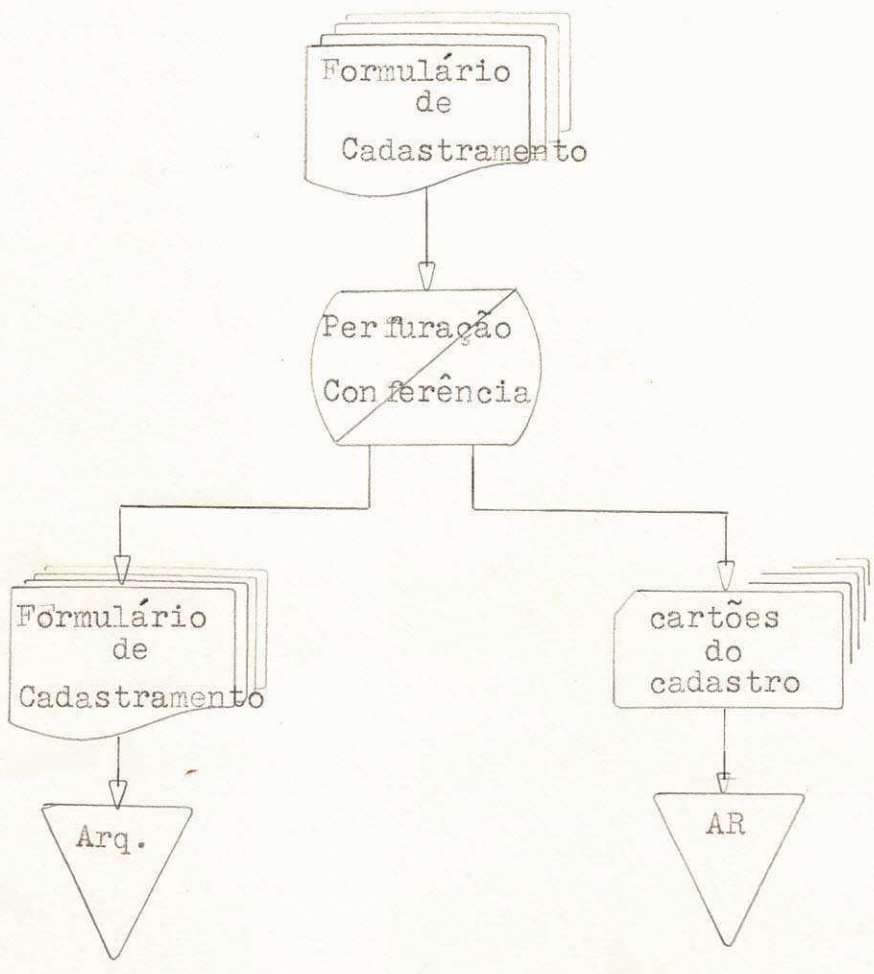 Formulário
de
Cadastramento
Perfuração
Conferência
Formulário
de
Cadastramento
cartões
do
cadastro
Arq.
AR